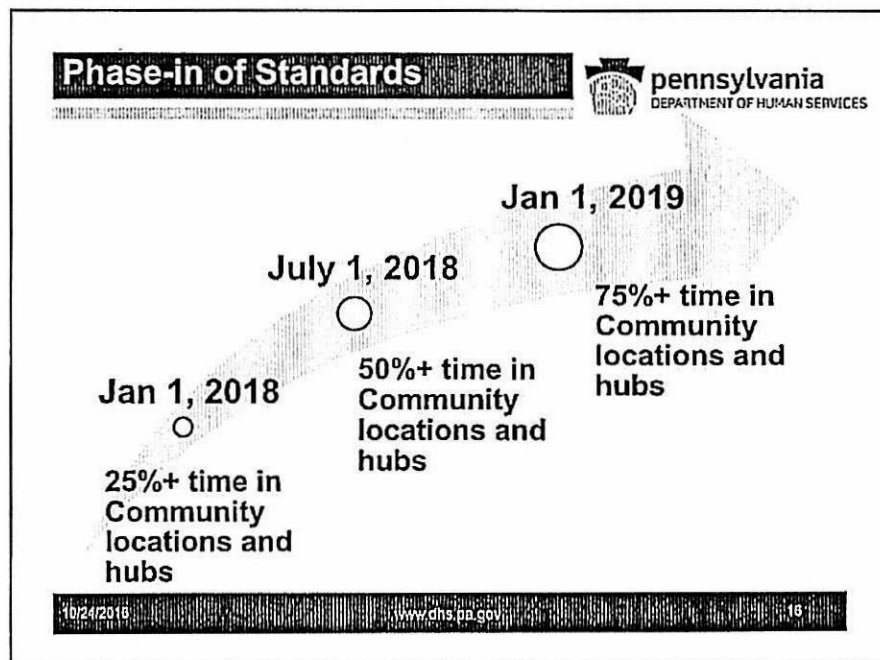 Phase-in of Standards
pennsylvania
DEPARTMENT OF HUMAN SERVICES
Jan 1, 2019
July 1, 2018
75%+ time in
Community
locations and
hubs
Jan 1, 2018
50%+ time in
Community
locations and
hubs
25%+ time in
Community
locations and
hubs
10/24/2016
www.dhs.pa.gov
16